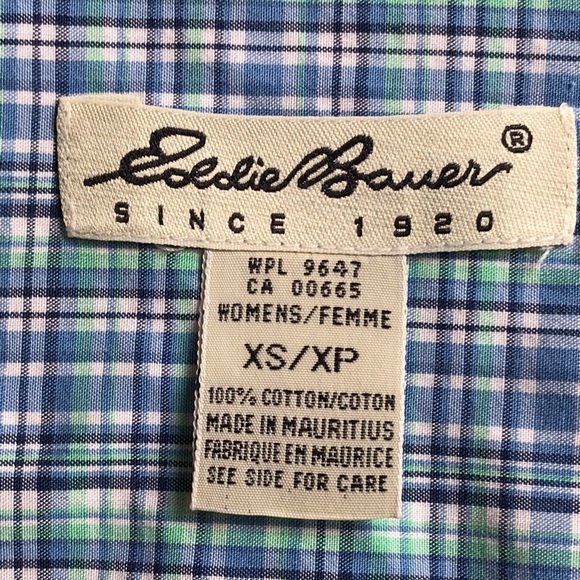 Eddie Bauer®
SINCE 1920
WPL 9647
CA 00665
WOMENS/FEMME
XS/XP
100% COTTON/COTON
MADE IN MAURITIUS
FABRIQUE EN MAURICE
SEE SIDE FOR CARE